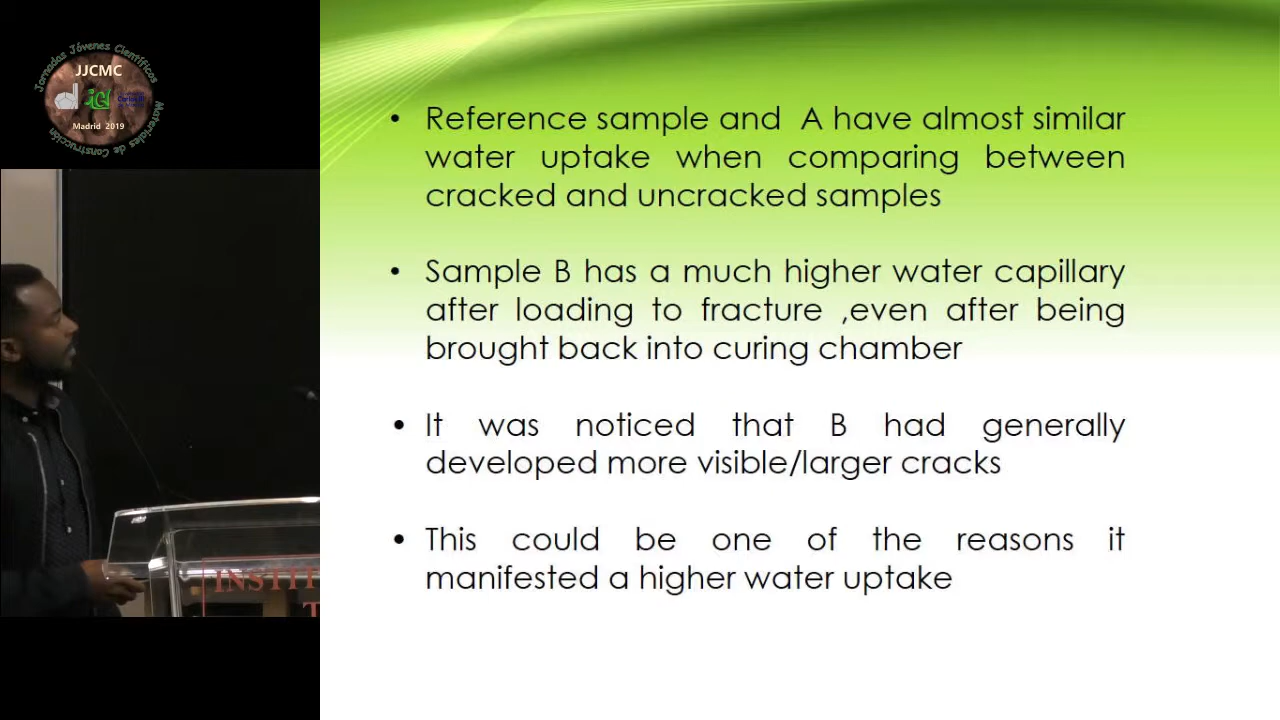 Jornadas Jóvenes Científicos
JJCMC
Madrid 2019
Materiales de Construcción
• Reference sample and A have almost similar
water uptake when comparing between
cracked and uncracked samples
• Sample B has a much higher water capillary
after loading to fracture ,even after being
brought back into curing chamber
• It was noticed that B had generally
developed more visible/larger cracks
• This could be one of the reasons it
manifested a higher water uptake